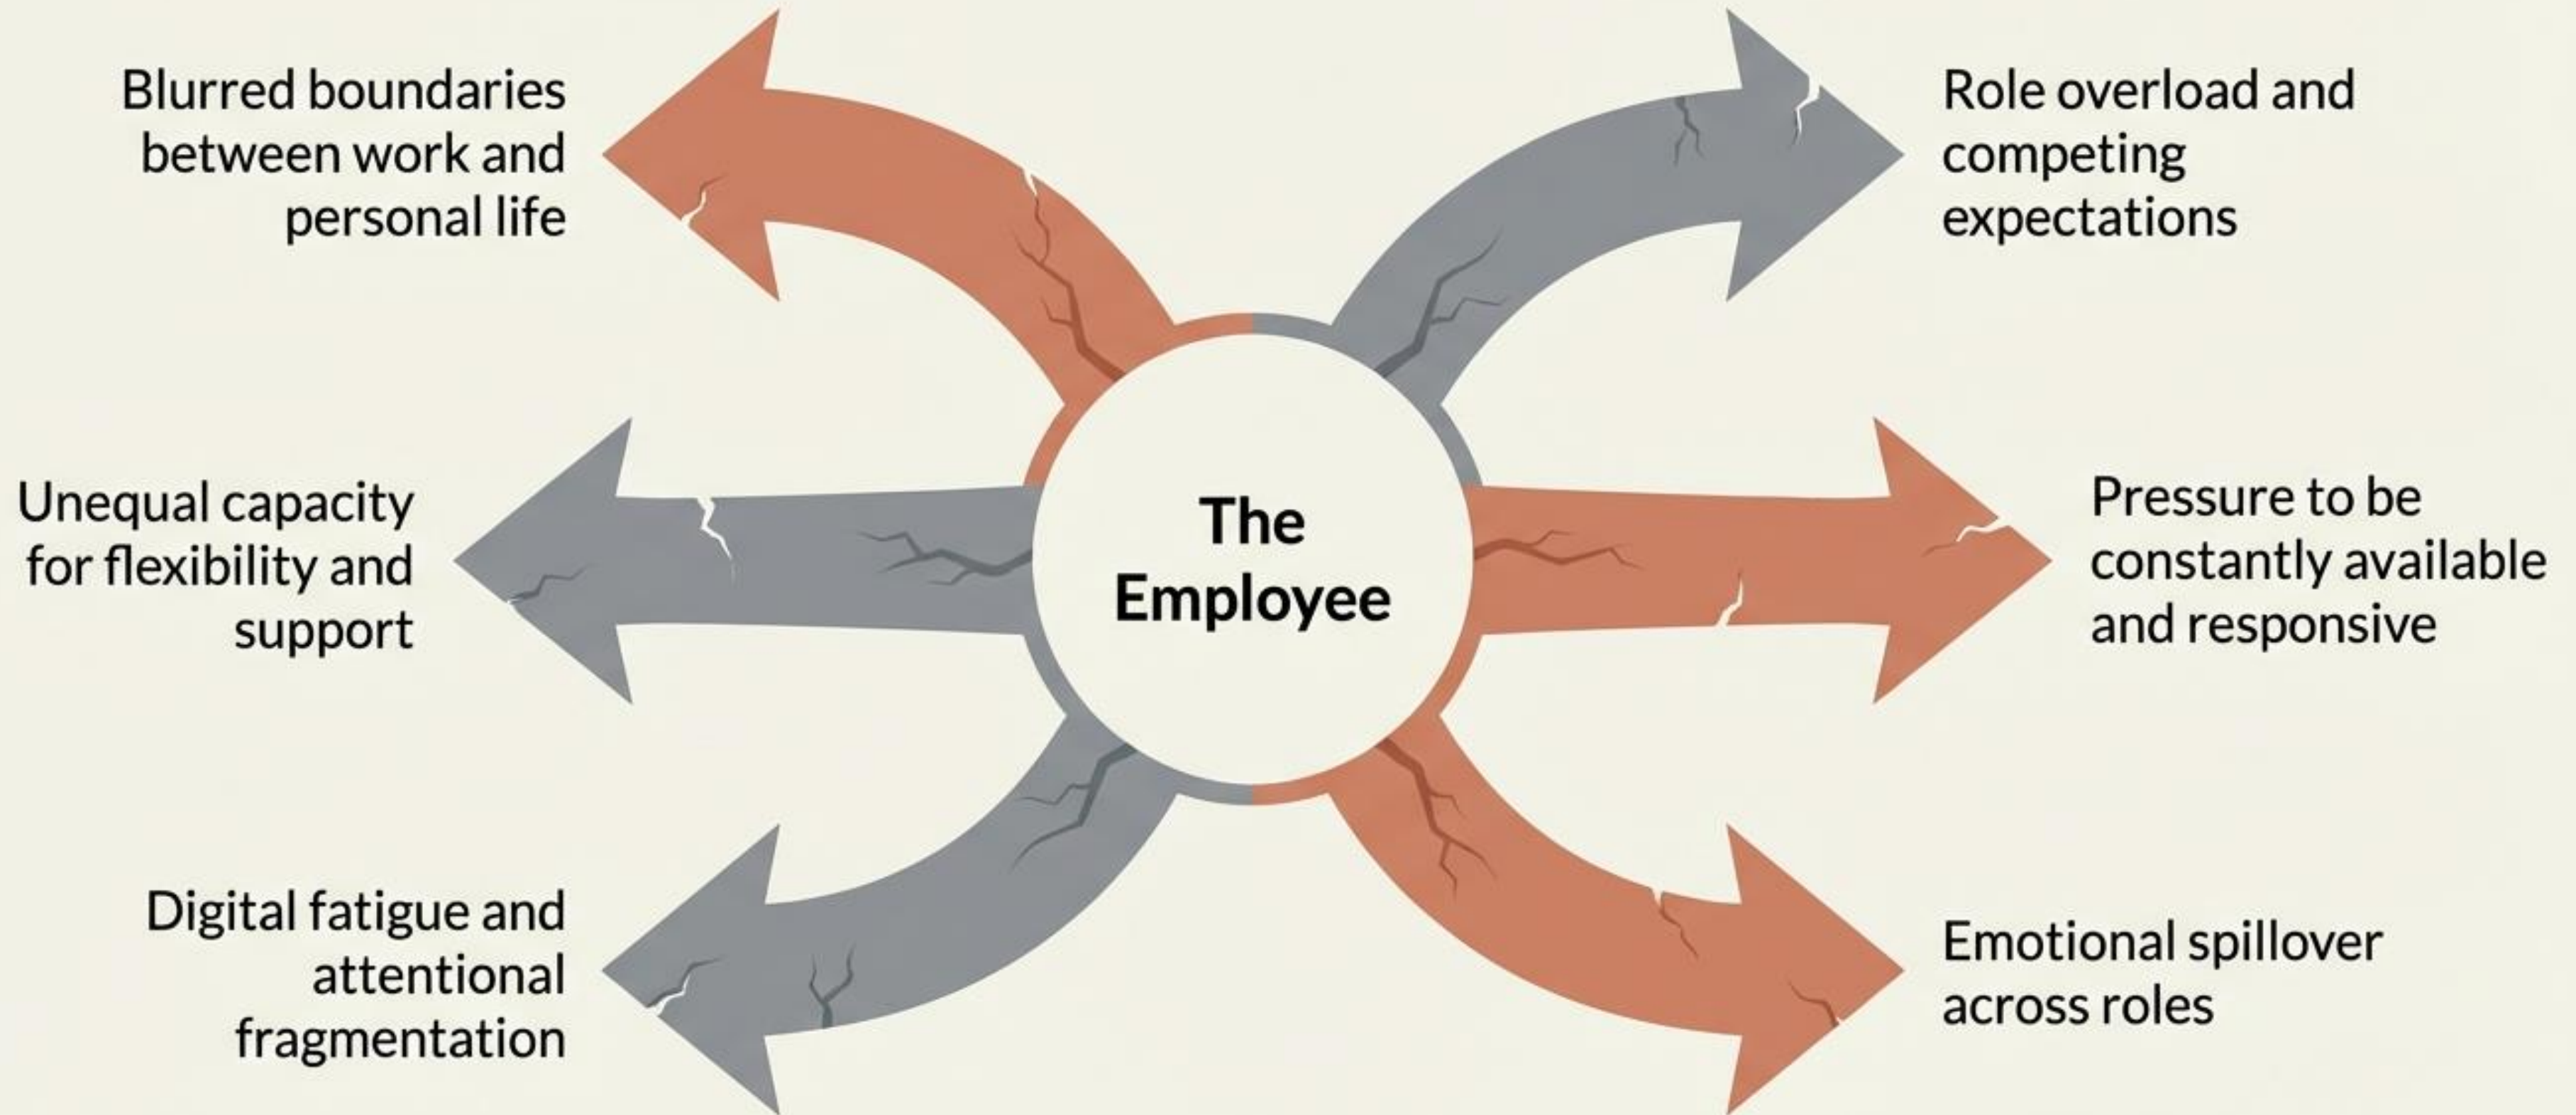 Blurred boundaries
between work and
personal life
Role overload and
competing
expectations
Unequal capacity
for flexibility and
support
The
Employee
Pressure to be
constantly available
and responsive
Digital fatigue and
attentional
fragmentation
Emotional spillover
across roles